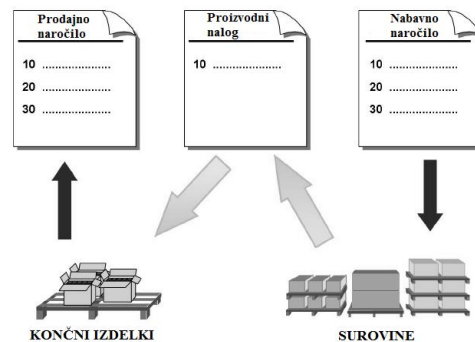 Prodajno
naročilo
10 .....................
20 .....................
30 .....................
Proizvodni
nalog
10 .....................
Nabavno
naročilo
10 .....................
20 .....................
30 .....................
KONČNI IZDELKI
SUROVINE